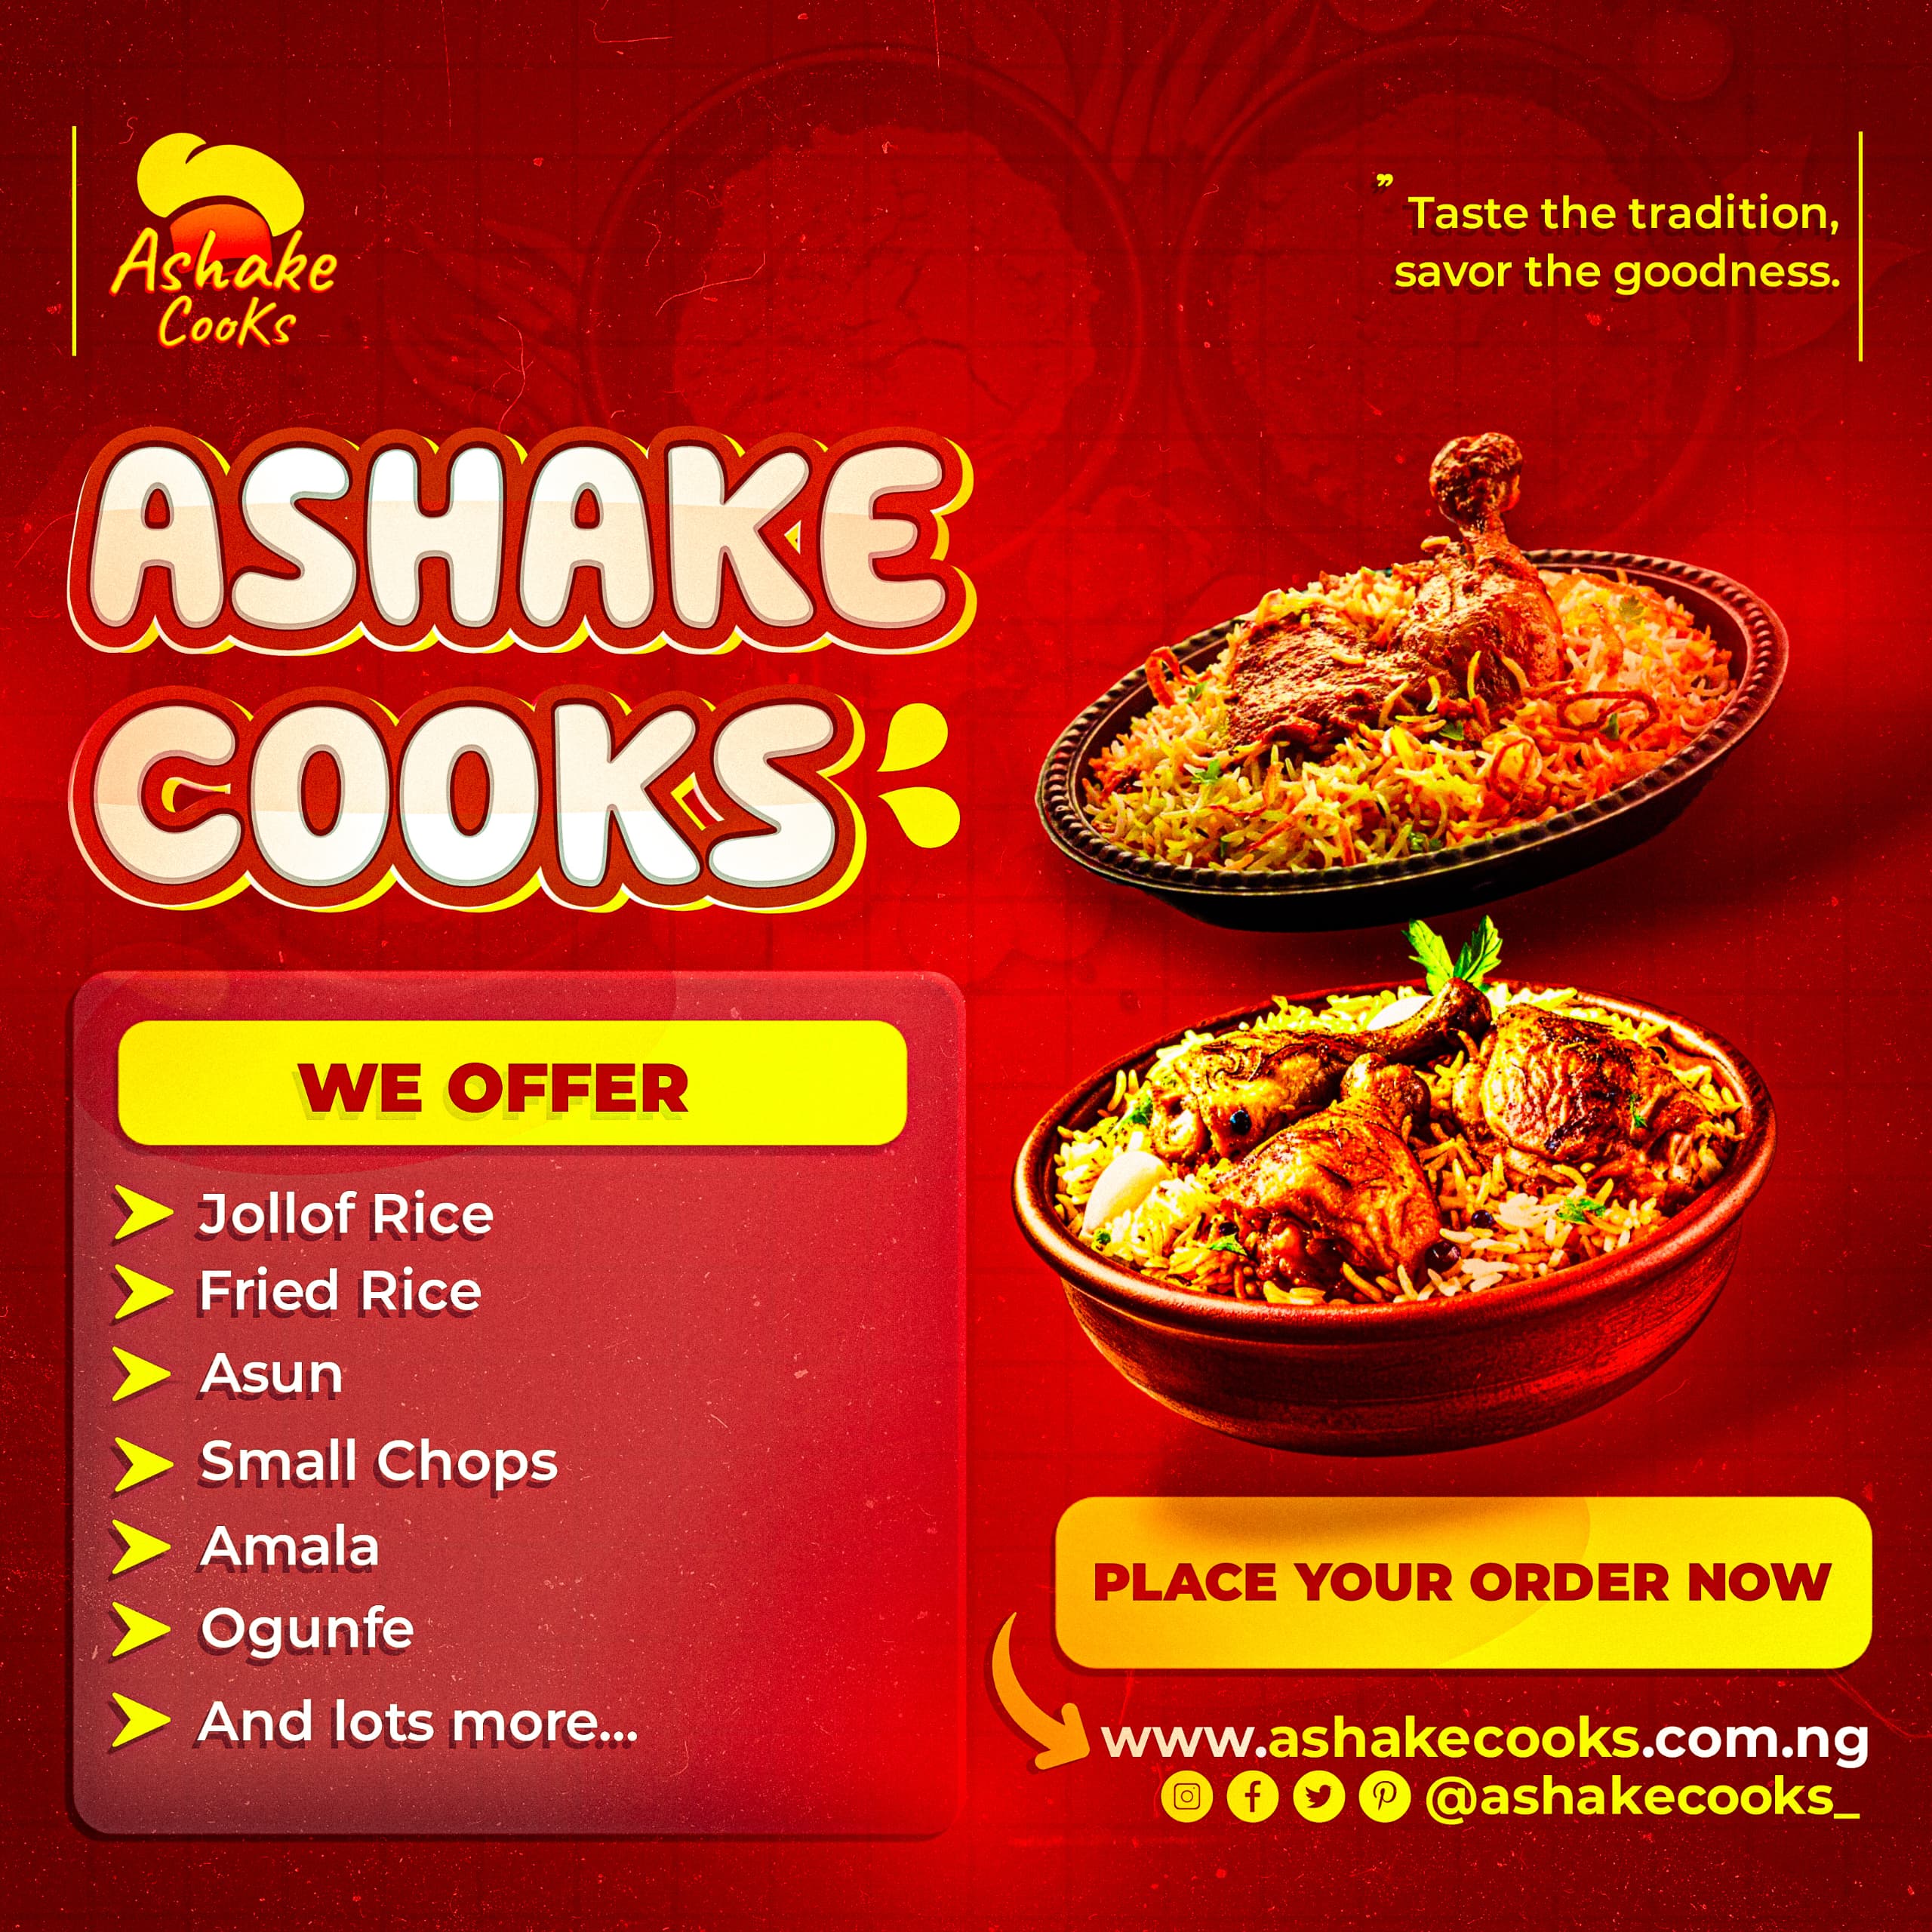 Ashake
Cooks
” Taste the tradition,
savor the goodness.
ASHAKE
COOKS
WE OFFER
Jollof Rice
Fried Rice
Asun
Small Chops
Amala
Ogunfe
And lots more...
PLACE YOUR ORDER NOW
www.ashakecooks.com.ng
@ashakecooks_